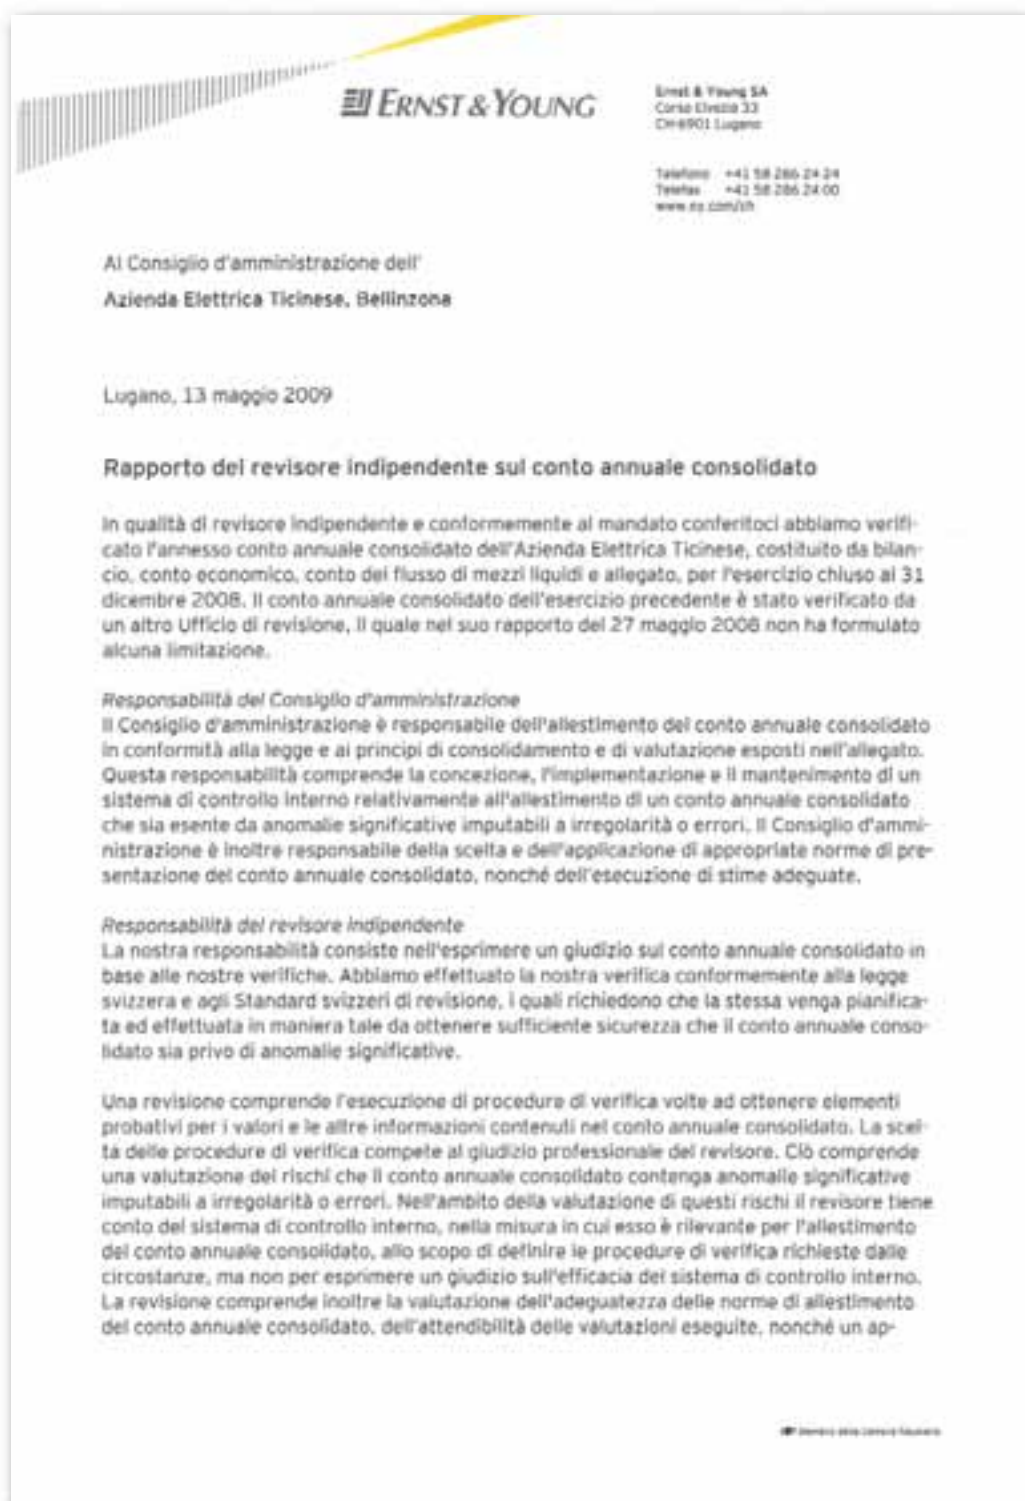 ERNST & YOUNG
Ernst & Young SA
Corso Elvezia 33
CH-6901 Lugano
Telefono +41 58 286 24 24
Telefax +41 58 286 24 00
www.ey.com/ch
Al Consiglio d'amministrazione dell'
Azienda Elettrica Ticinese, Bellinzona
Lugano, 13 maggio 2009
Rapporto del revisore indipendente sul conto annuale consolidato
In qualità di revisore indipendente e conformemente al mandato conferitoci abbiamo verifi-
cato l'annesso conto annuale consolidato dell'Azienda Elettrica Ticinese, costituito da bilan-
cio, conto economico, conto dei flusso di mezzi liquidi e allegato, per l'esercizio chiuso al 31
dicembre 2008. Il conto annuale consolidato dell'esercizio precedente è stato verificato da
un altro Ufficio di revisione, il quale nel suo rapporto del 27 maggio 2008 non ha formulato
alcuna limitazione.
Responsabilità del Consiglio d'amministrazione
Il Consiglio d'amministrazione è responsabile dell'allestimento del conto annuale consolidato
in conformità alla legge e ai principi di consolidamento e di valutazione esposti nell'allegato.
Questa responsabilità comprende la concezione, l'implementazione e il mantenimento di un
sistema di controllo interno relativamente all'allestimento di un conto annuale consolidato
che sia esente da anomalie significative imputabili a irregolarità o errori. Il Consiglio d'ammi-
nistrazione è inoltre responsabile della scelta e dell'applicazione di appropriate norme di pre-
sentazione del conto annuale consolidato, nonché dell'esecuzione di stime adeguate.
Responsabilità del revisore indipendente
La nostra responsabilità consiste nell'esprimere un giudizio sul conto annuale consolidato in
base alle nostre verifiche. Abbiamo effettuato la nostra verifica conformemente alla legge
svizzera e agli Standard svizzeri di revisione, i quali richiedono che la stessa venga pianifica-
ta ed effettuata in maniera tale da ottenere sufficiente sicurezza che il conto annuale conso-
lidato sia privo di anomalie significative.
Una revisione comprende l'esecuzione di procedure di verifica volte ad ottenere elementi
probativi per i valori e le altre informazioni contenuti nel conto annuale consolidato. La scel-
ta delle procedure di verifica compete al giudizio professionale del revisore. Ciò comprende
una valutazione dei rischi che il conto annuale consolidato contenga anomalie significative
imputabili a irregolarità o errori. Nell'ambito della valutazione di questi rischi il revisore tiene
conto del sistema di controllo interno, nella misura in cui esso è rilevante per l'allestimento
del conto annuale consolidato, allo scopo di definire le procedure di verifica richieste dalle
circostanze, ma non per esprimere un giudizio sull'efficacia del sistema di controllo interno.
La revisione comprende inoltre la valutazione dell'adeguatezza delle norme di allestimento
del conto annuale consolidato, dell'attendibilità delle valutazioni eseguite, nonché un ap-
Membro della Camera fiduciaria